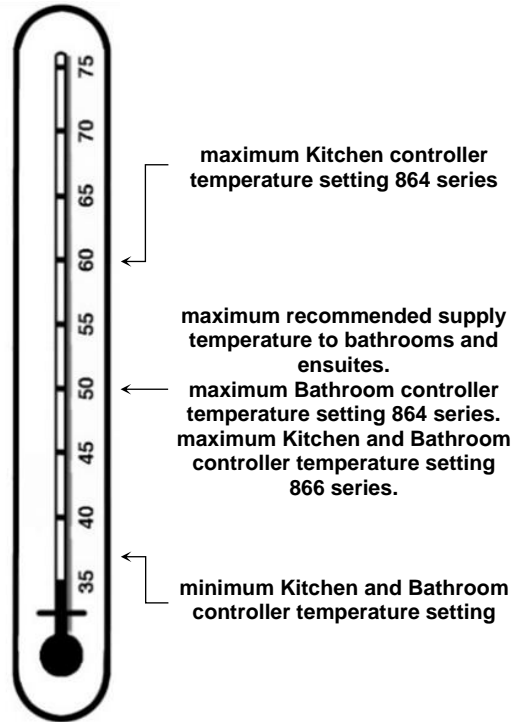 75
70
65
60
55
50
45
40
35
maximum Kitchen controller
temperature setting 864 series
maximum recommended supply
temperature to bathrooms and
ensuites.
maximum Bathroom controller
temperature setting 864 series.
maximum Kitchen and Bathroom
controller temperature setting
866 series.
minimum Kitchen and Bathroom
controller temperature setting